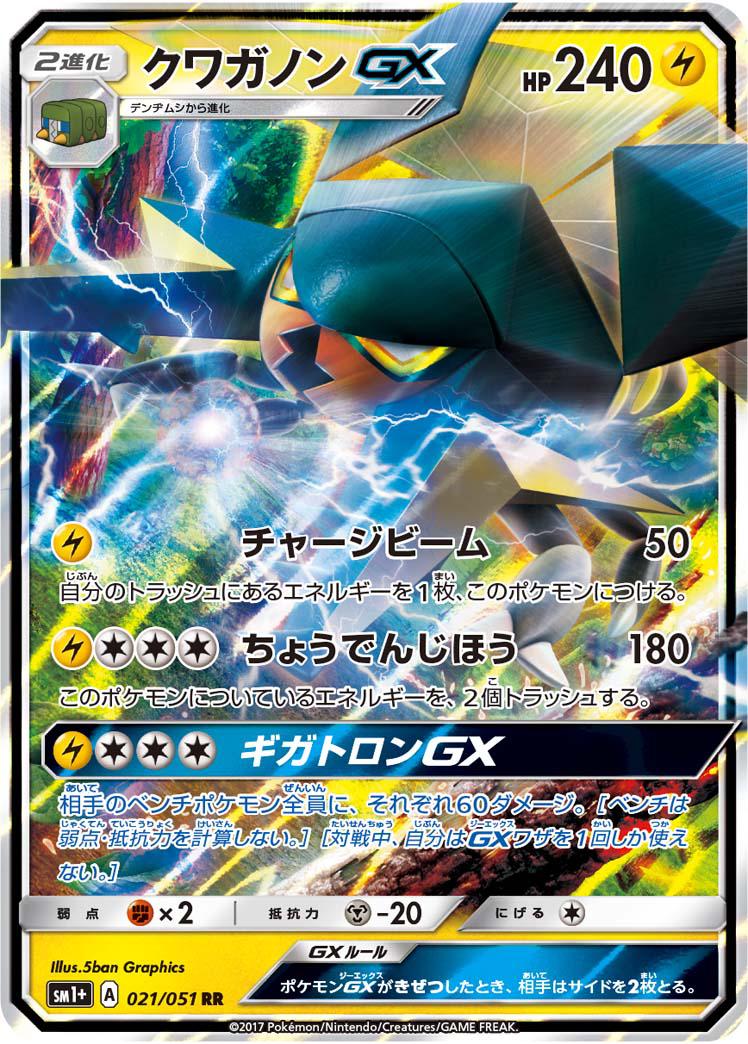 2進化
クワガノンGX
HP240
デンヂムシから進化
チャージビーム 50
自分のトラッシュにあるエネルギーを1枚、このポケモンにつける。
ちょうでんじほう 180
このポケモンについているエネルギーを、2個トラッシュする。
ギガトロンGX
相手のベンチポケモン全員に、それぞれ60ダメージ。[ベンチは
弱点・抵抗力を計算しない。][対戦中、自分はGXワザを1回しか使え
ない。]
弱点 ×2 抵抗力 -20 にげる
Illus.5ban Graphics
GXルール
ポケモンGXがきぜつしたとき、相手はサイドを2枚とる。
SM1+ A 021/051 RR
©2017 Pokémon/Nintendo/Creatures/GAME FREAK.